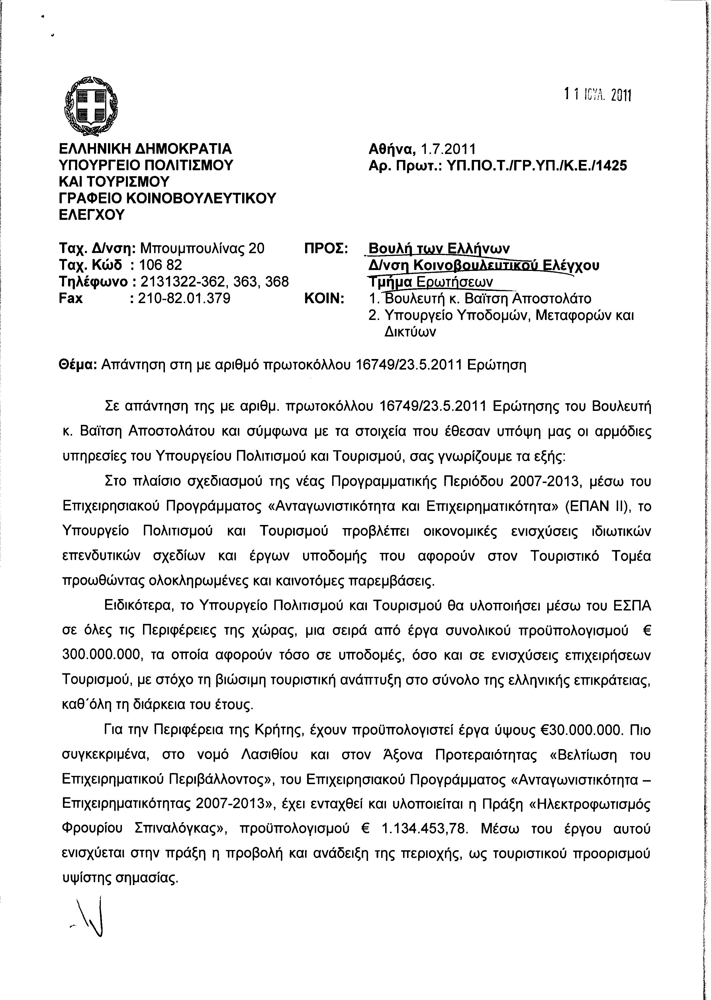 1 1 ΙΟΥΛ. 2011
ΕΛΛΗΝΙΚΗ ΔΗΜΟΚΡΑΤΙΑ
ΥΠΟΥΡΓΕΙΟ ΠΟΛΙΤΙΣΜΟΥ
ΚΑΙ ΤΟΥΡΙΣΜΟΥ
ΓΡΑΦΕΙΟ ΚΟΙΝΟΒΟΥΛΕΥΤΙΚΟΥ
ΕΛΕΓΧΟΥ
Αθήνα, 1.7.2011
Αρ. Πρωτ.: ΥΠ.ΠΟ.Τ./ΓΡ.ΥΠ./Κ.Ε./1425
Ταχ. Δ/νση: Μπουμπουλίνας 20
Ταχ. Κώδ : 106 82
Τηλέφωνο : 2131322-362, 363, 368
Fax : 210-82.01.379
ΠΡΟΣ: Βουλή των Ελλήνων
Δ/νση Κοινοβουλευτικού Ελέγχου
Τμήμα Ερωτήσεων
ΚΟΙΝ: 1. Βουλευτή κ. Βαϊτση Αποστολάτο
2. Υπουργείο Υποδομών, Μεταφορών και
Δικτύων
Θέμα: Απάντηση στη με αριθμό πρωτοκόλλου 16749/23.5.2011 Ερώτηση
Σε απάντηση της με αριθμ. πρωτοκόλλου 16749/23.5.2011 Ερώτησης του Βουλευτή
κ. Βαϊτση Αποστολάτου και σύμφωνα με τα στοιχεία που έθεσαν υπόψη μας οι αρμόδιες
υπηρεσίες του Υπουργείου Πολιτισμού και Τουρισμού, σας γνωρίζουμε τα εξής:
Στο πλαίσιο σχεδιασμού της νέας Προγραμματικής Περιόδου 2007-2013, μέσω του
Επιχειρησιακού Προγράμματος «Ανταγωνιστικότητα και Επιχειρηματικότητα» (ΕΠΑΝ ΙΙ), το
Υπουργείο Πολιτισμού και Τουρισμού προβλέπει οικονομικές ενισχύσεις ιδιωτικών
επενδυτικών σχεδίων και έργων υποδομής που αφορούν στον Τουριστικό Τομέα
προωθώντας ολοκληρωμένες και καινοτόμες παρεμβάσεις.
Ειδικότερα, το Υπουργείο Πολιτισμού και Τουρισμού θα υλοποιήσει μέσω του ΕΣΠΑ
σε όλες τις Περιφέρειες της χώρας, μια σειρά από έργα συνολικού προϋπολογισμού €
300.000.000, τα οποία αφορούν τόσο σε υποδομές, όσο και σε ενισχύσεις επιχειρήσεων
Τουρισμού, με στόχο τη βιώσιμη τουριστική ανάπτυξη στο σύνολο της ελληνικής επικράτειας,
καθ΄όλη τη διάρκεια του έτους.
Για την Περιφέρεια της Κρήτης, έχουν προϋπολογιστεί έργα ύψους €30.000.000. Πιο
συγκεκριμένα, στο νομό Λασιθίου και στον Άξονα Προτεραιότητας «Βελτίωση του
Επιχειρηματικού Περιβάλλοντος», του Επιχειρησιακού Προγράμματος «Ανταγωνιστικότητα –
Επιχειρηματικότητας 2007-2013», έχει ενταχθεί και υλοποιείται η Πράξη «Ηλεκτροφωτισμός
Φρουρίου Σπιναλόγκας», προϋπολογισμού € 1.134.453,78. Μέσω του έργου αυτού
ενισχύεται στην πράξη η προβολή και ανάδειξη της περιοχής, ως τουριστικού προορισμού
υψίστης σημασίας.